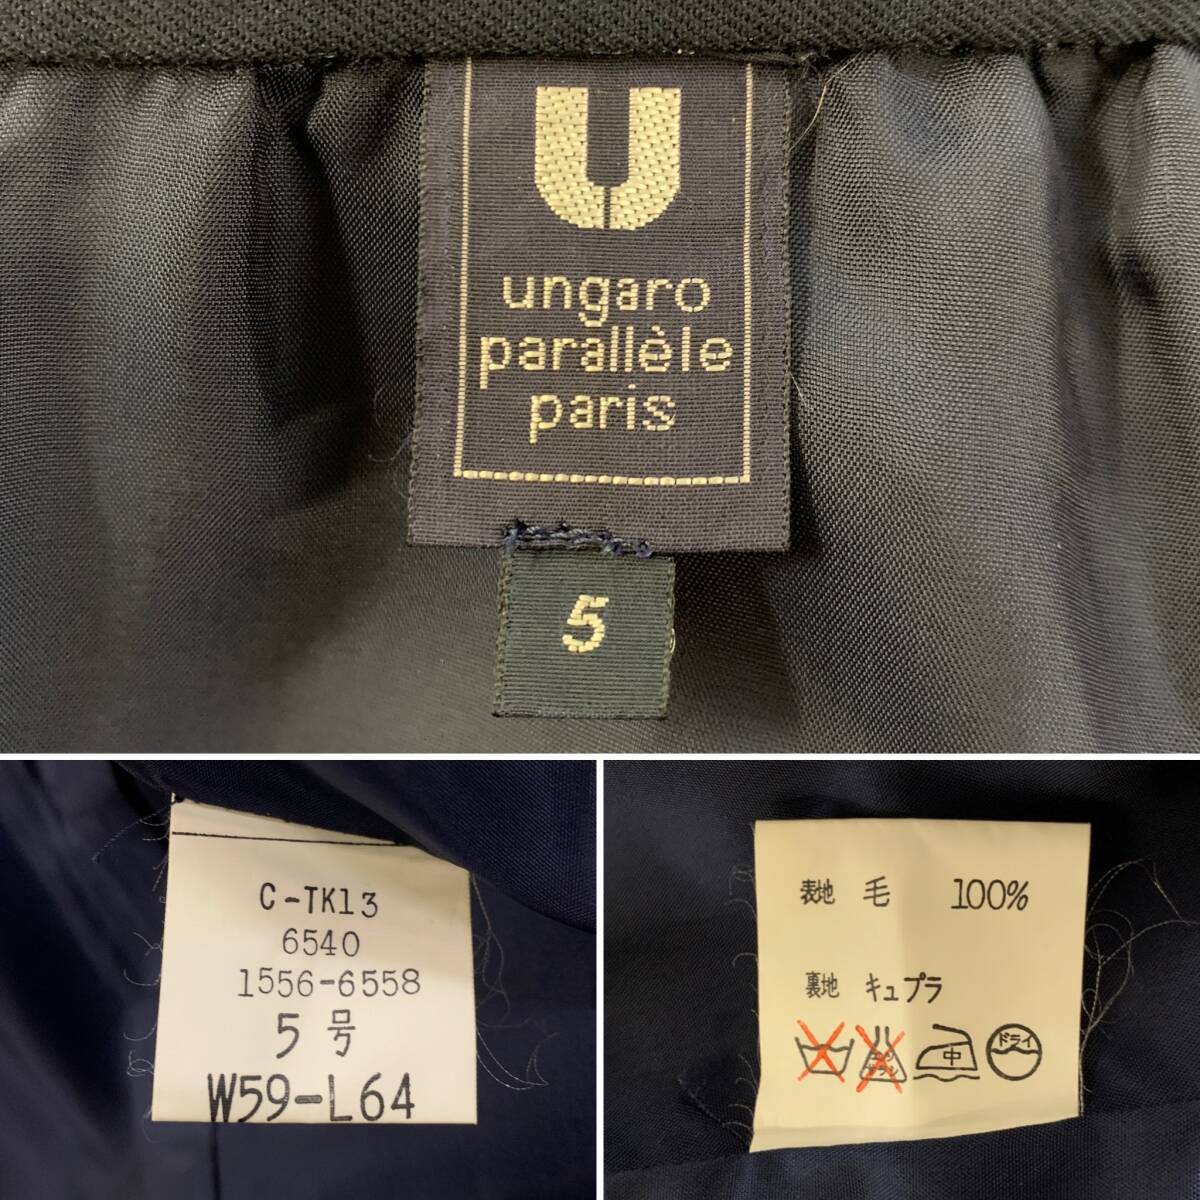 U
ungaro
parallèle
paris
5
C-TK13
6540
1556-6558
5号
W59-L64
表地 毛 100%
裏地 キュプラ
中 ドライ